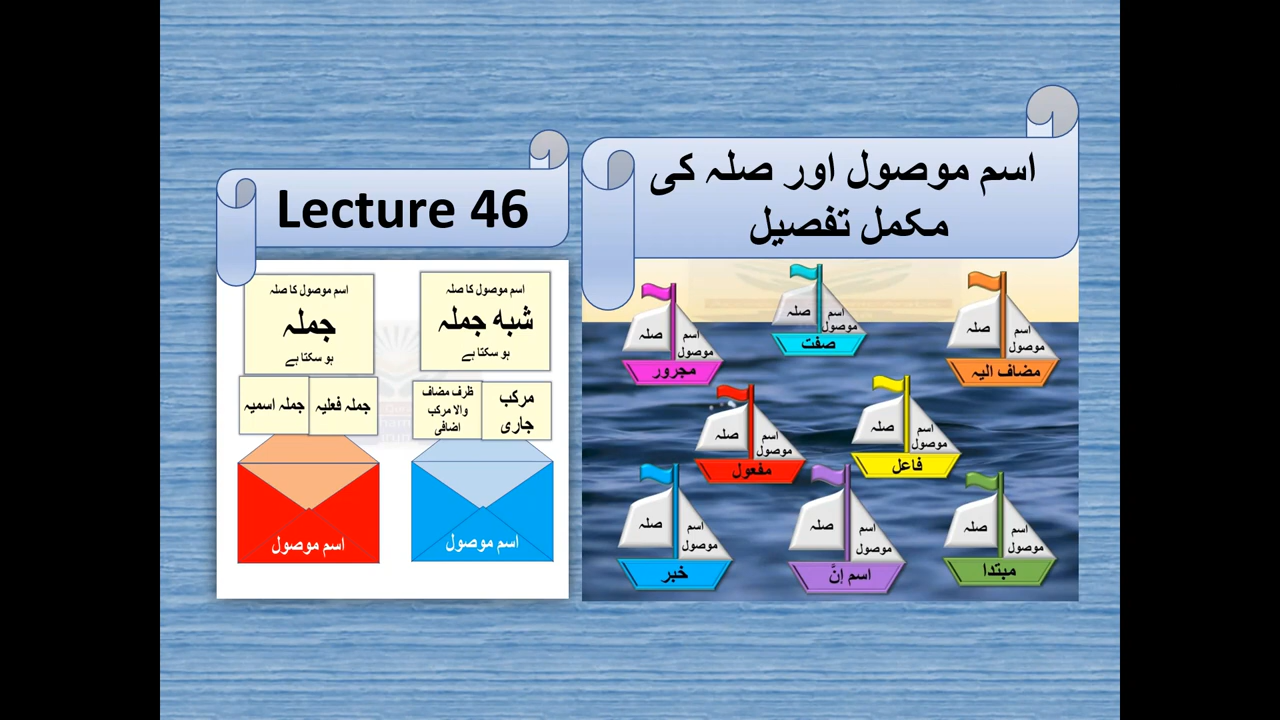 Lecture 46
اسم موصول اور صلہ کی
مکمل تفصیل
اسم موصول کا صلہ
جملہ
ہو سکتا ہے
جملہ فعلیہ
جملہ اسمیہ
اسم موصول
اسم موصول کا صلہ
شبه جملہ
ہو سکتا ہے
مرکب
جاری
ظرف مضاف
والا مرکب
اضافی
اسم موصول
صلہ
اسم
موصول
مجرور
صلہ
اسم
موصول
صفت
صلہ
اسم
موصول
مضاف الیہ
صلہ
اسم
موصول
مفعول
صلہ
اسم
موصول
فاعل
صلہ
اسم
موصول
خبر
صلہ
اسم
موصول
اسم إنَّ
صلہ
اسم
موصول
مبتدا